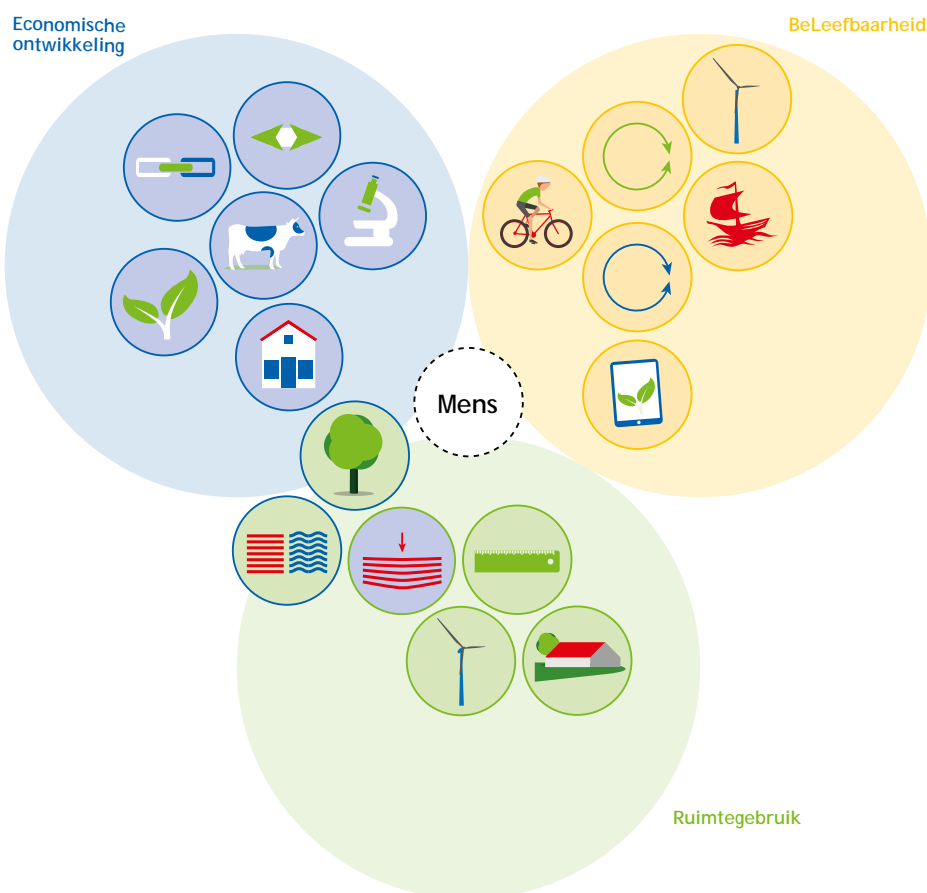 Economische
ontwikkeling
BeLeefbaarheid
Mens
Ruimtegebruik